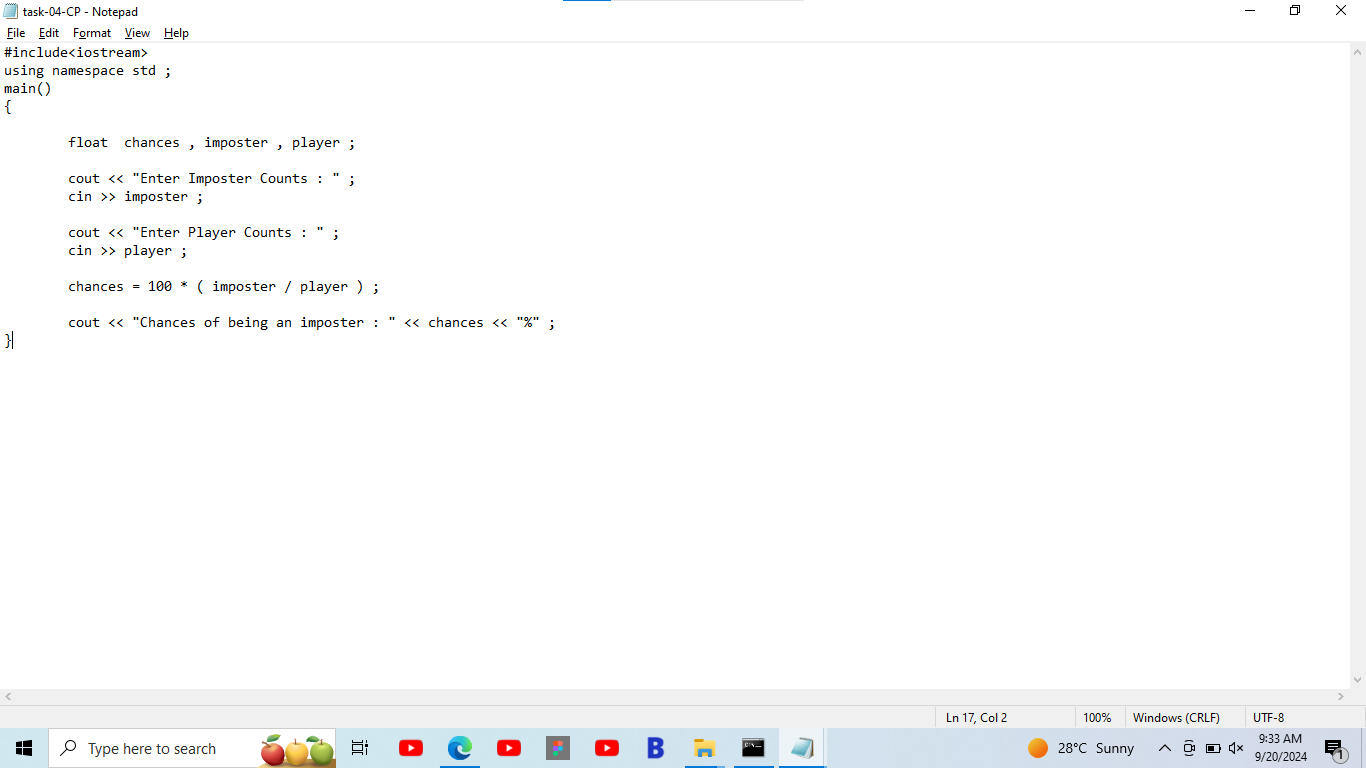 task-04-CP - Notepad
File Edit Format View Help
#include<iostream>
using namespace std ;
main()
{
float  chances , imposter , player ;
cout << "Enter Imposter Counts : " ;
cin >> imposter ;
cout << "Enter Player Counts : " ;
cin >> player ;
chances = 100 * ( imposter / player ) ;
cout << "Chances of being an imposter : " << chances << "%" ;
}
Ln 17, Col 2 100% Windows (CRLF) UTF-8
Type here to search B 28°C Sunny 9:33 AM
9/20/2024 1